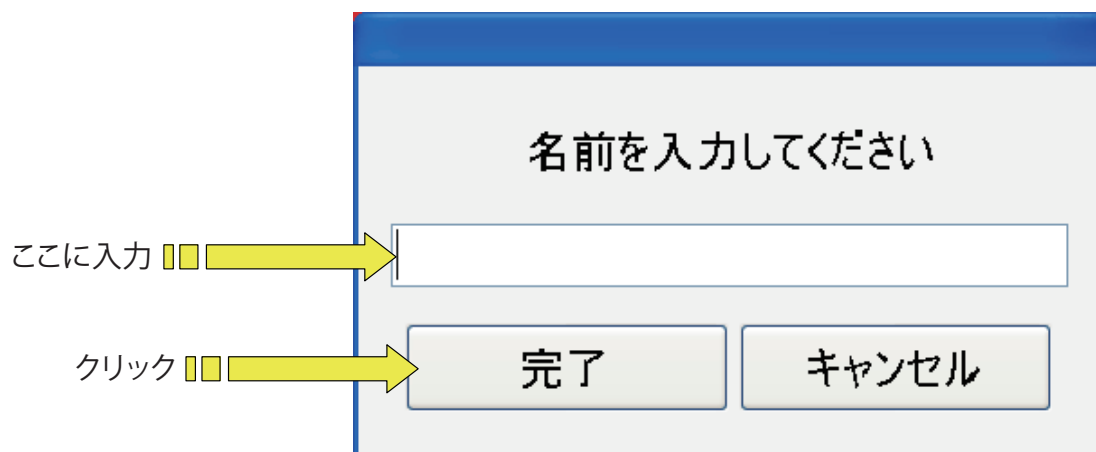 名前を入力してください
ここに入力
クリック
完了
キャンセル